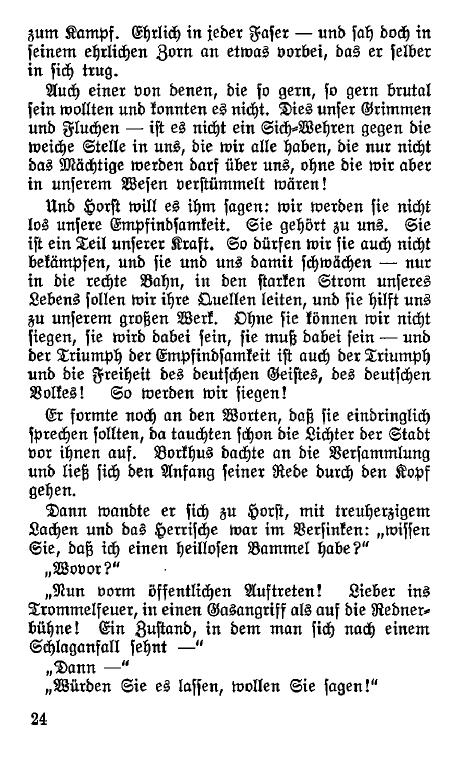 zum Kampf. Ehrlich in jeder Faser — und sah doch in
seinem ehrlichen Zorn an etwas vorbei, das er selber
in sich trug.
Auch einer von denen, die so gern, so gern brutal
sein wollten und konnten es nicht. Dies unser Grimmen
und Fluchen — ist es nicht ein Sich-Wehren gegen die
weiche Stelle in uns, die wir alle haben, die nur nicht
das Mächtige werden darf über uns, ohne die wir aber
in unserem Wesen verstümmelt wären!
Und Horst will es ihm sagen: wir werden sie nicht
los unsere Empfindsamkeit. Sie gehört zu uns. Sie
ist ein Teil unserer Kraft. So dürfen wir sie auch nicht
bekämpfen, und sie und uns damit schwächen — nur
in die rechte Bahn, in den starken Strom unseres
Lebens sollen wir ihre Quellen leiten, und sie hilft uns
zu unserem großen Werk. Ohne sie können wir nicht
siegen, sie wird dabei sein, sie muß dabei sein — und
der Triumph der Empfindsamkeit ist auch der Triumph
und die Freiheit des deutschen Geistes, des deutschen
Volkes! So werden wir siegen!
Er formte noch an den Worten, daß sie eindringlich
sprechen sollten, da tauchten schon die Lichter der Stadt
vor ihnen auf. Borkhus dachte an die Versammlung
und ließ sich den Anfang seiner Rede durch den Kopf
gehen.
Dann wandte er sich zu Horst, mit treuherzigem
Lachen und das Herrische war im Versinken: „wissen
Sie, daß ich einen heillosen Bammel habe?“
„Wovor?“
„Nun vorm öffentlichen Auftreten! Lieber ins
Trommelfeuer, in einen Gasangriff als auf die Redner-
bühne! Ein Zustand, in dem man sich nach einem
Schlaganfall sehnt —“
„Dann —“
„Würden Sie es lassen, wollen Sie sagen!“
24